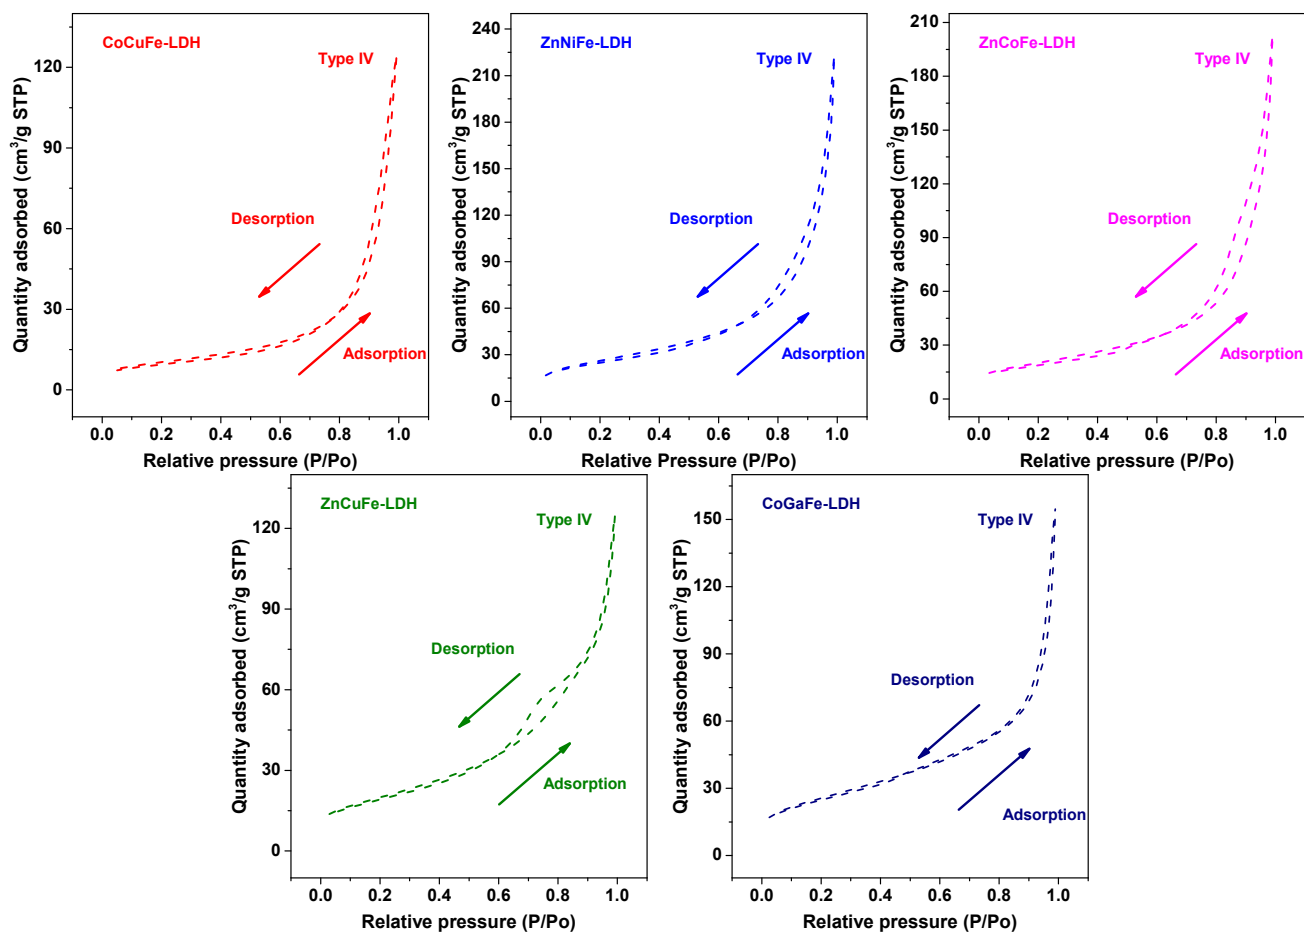 CoCuFe-LDH
Type IV
Quantity adsorbed (cm³/g STP)
120
90
60
30
0
Desorption
Adsorption
0.0 0.2 0.4 0.6 0.8 1.0
Relative pressure (P/Po)
ZnNiFe-LDH
Type IV
Quantity adsorbed (cm³/g STP)
240
210
180
150
120
90
60
30
0
Desorption
Adsorption
0.0 0.2 0.4 0.6 0.8 1.0
Relative Pressure (P/Po)
ZnCoFe-LDH
Type IV
Quantity adsorbed (cm³/g STP)
210
180
150
120
90
60
30
0
Desorption
Adsorption
0.0 0.2 0.4 0.6 0.8 1.0
Relative pressure (P/Po)
ZnCuFe-LDH
Type IV
Quantity adsorbed (cm³/g STP)
120
90
60
30
0
Desorption
Adsorption
0.0 0.2 0.4 0.6 0.8 1.0
Relative pressure (P/Po)
CoGaFe-LDH
Type IV
Quantity adsorbed (cm³/g STP)
150
120
90
60
30
0
Desorption
Adsorption
0.0 0.2 0.4 0.6 0.8 1.0
Relative pressure (P/Po)